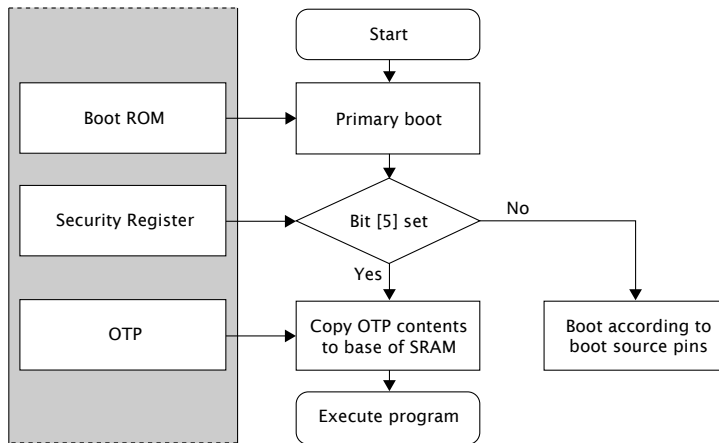 Start
Boot ROM
Primary boot
Security Register
Bit [5] set
No
Yes
OTP
Copy OTP contents
to base of SRAM
Boot according to
boot source pins
Execute program